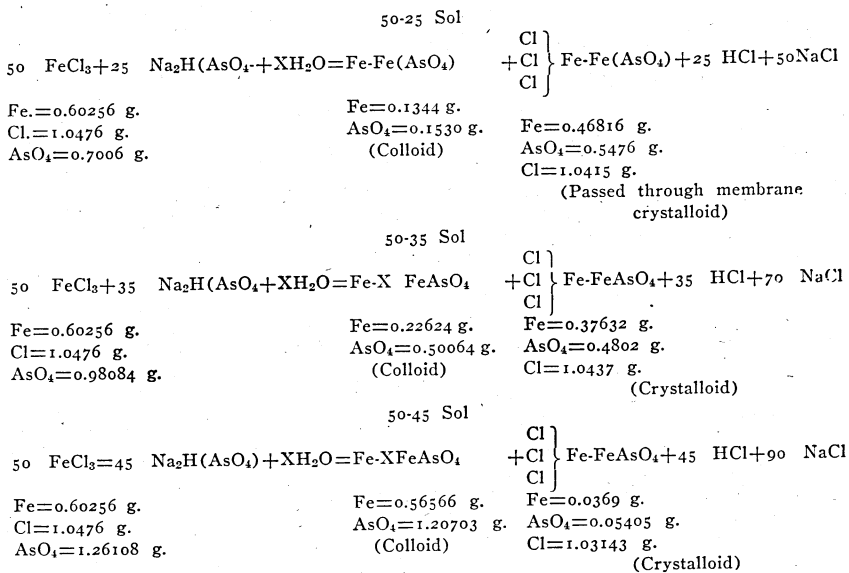 50-25 Sol
Cl
50 FeCl₃+25 Na₂H(AsO₄-+XH₂O=Fe-Fe(AsO₄) +Cl } Fe-Fe(AsO₄)+25 HCl+50NaCl
Cl
Fe.=0.60256 g. Fe=0.1344 g.
Cl.=1.0476 g. AsO₄=0.1530 g. Fe=0.46816 g.
AsO₄=0.7006 g. (Colloid) AsO₄=0.5476 g.
Cl=1.0415 g.
(Passed through membrane
crystalloid)
50-35 Sol
Cl
50 FeCl₃+35 Na₂H(AsO₄+XH₂O=Fe-X FeAsO₄ +Cl } Fe-FeAsO₄+35 HCl+70 NaCl
Cl
Fe=0.60256 g. Fe=0.22624 g. Fe=0.37632 g.
Cl=1.0476 g. AsO₄=0.50064 g. AsO₄=0.4802 g.
AsO₄=0.98084 g. (Colloid) Cl=1.0437 g.
(Crystalloid)
50-45 Sol
Cl
50 FeCl₃=45 Na₂H(AsO₄)+XH₂O=Fe-XFeAsO₄ +Cl } Fe-FeAsO₄+45 HCl+90 NaCl
Cl
Fe=0.60256 g. Fe=0.56566 g. Fe=0.0369 g.
Cl=1.0476 g. AsO₄=1.20703 g. AsO₄=0.05405 g.
AsO₄=1.26108 g. (Colloid) Cl=1.03143 g.
(Crystalloid)